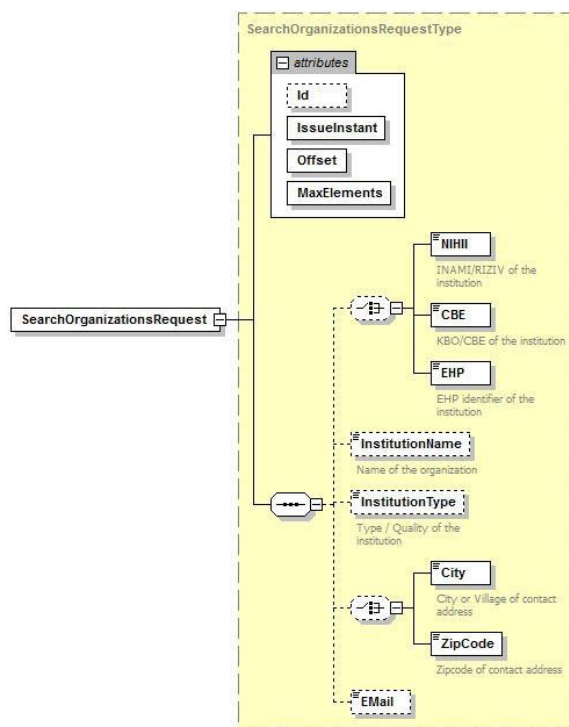 SearchOrganizationsRequestType
attributes
Id
IssueInstant
Offset
MaxElements
NIHII
INAMI/RIZIV of the
institution
SearchOrganizationsRequest
CBE
KBO/CBE of the institution
EHP
EHP identifier of the
institution
InstitutionName
Name of the organization
InstitutionType
Type / Quality of the
institution
City
City or Village of contact
address
ZipCode
Zipcode of contact address
EMail